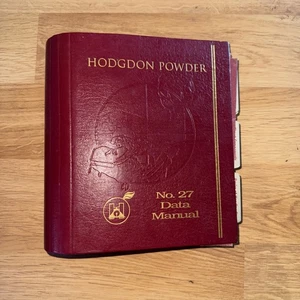 HODGDON POWDER
No. 27
Data
Manual